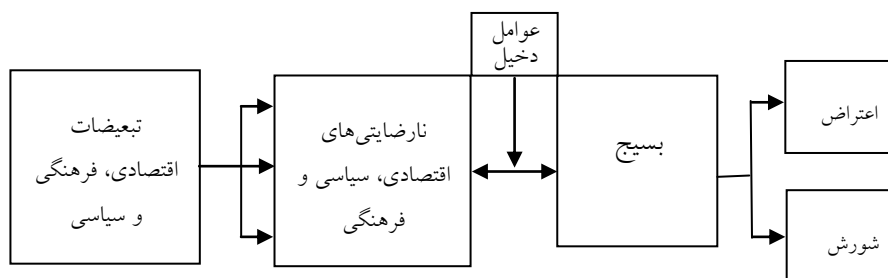 عوامل
دخیل
تبعیضات
اقتصادی، فرهنگی
و سیاسی
نارضایتی‌های
اقتصادی، سیاسی و
فرهنگی
بسیج
اعتراض
شورش